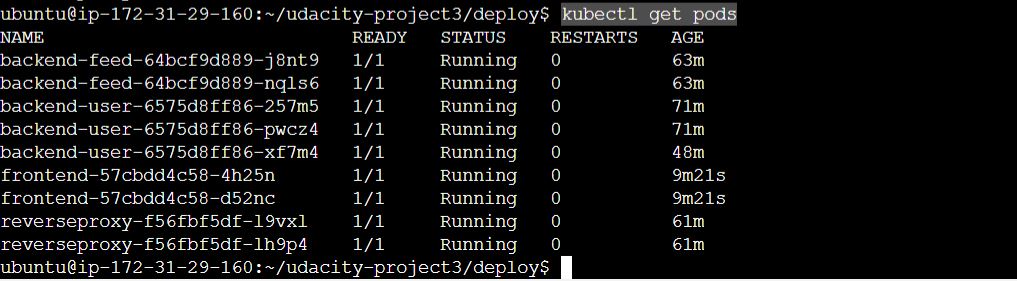 ubuntu@ip-172-31-29-160:~/udacity-project3/deploy$ kubectl get pods
NAME READY STATUS RESTARTS AGE
backend-feed-64bcf9d889-j8nt9 1/1 Running 0 63m
backend-feed-64bcf9d889-nqls6 1/1 Running 0 63m
backend-user-6575d8ff86-257m5 1/1 Running 0 71m
backend-user-6575d8ff86-pwcz4 1/1 Running 0 71m
backend-user-6575d8ff86-xf7m4 1/1 Running 0 48m
frontend-57cbdd4c58-4h25n 1/1 Running 0 9m21s
frontend-57cbdd4c58-d52nc 1/1 Running 0 9m21s
reverseproxy-f56fbf5df-l9vxl 1/1 Running 0 61m
reverseproxy-f56fbf5df-lh9p4 1/1 Running 0 61m
ubuntu@ip-172-31-29-160:~/udacity-project3/deploy$